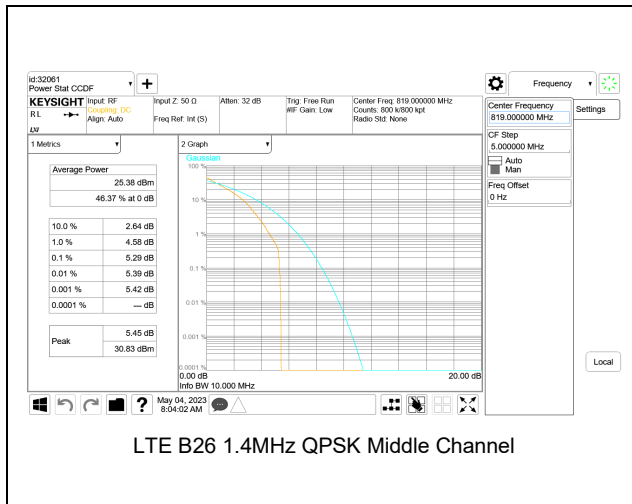 id:32061
Power Stat CCDF
KEYSIGHT
RL
LXI
Input: RF
Coupling: DC
Align: Auto
Input Z: 50 Ω
Freq Ref: Int (S)
Atten: 32 dB
Trig: Free Run
#IF Gain: Low
Center Freq: 819.000000 MHz
Counts: 800 k/800 kpt
Radio Std: None
1 Metrics
Average Power
25.38 dBm
46.37 % at 0 dB
10.0 % 2.64 dB
1.0 % 4.58 dB
0.1 % 5.29 dB
0.01 % 5.39 dB
0.001 % 5.42 dB
0.0001 % --- dB
Peak
5.45 dB
30.83 dBm
2 Graph
Gaussian
100 %
10 %
1 %
0.1 %
0.01 %
0.001 %
0.0001 %
0.00 dB
20.00 dB
Info BW 10.000 MHz
Frequency
Settings
Center Frequency
819.000000 MHz
CF Step
5.000000 MHz
Auto
Man
Freq Offset
0 Hz
Local
?
May 04, 2023
8:04:02 AM
LTE B26 1.4MHz QPSK Middle Channel